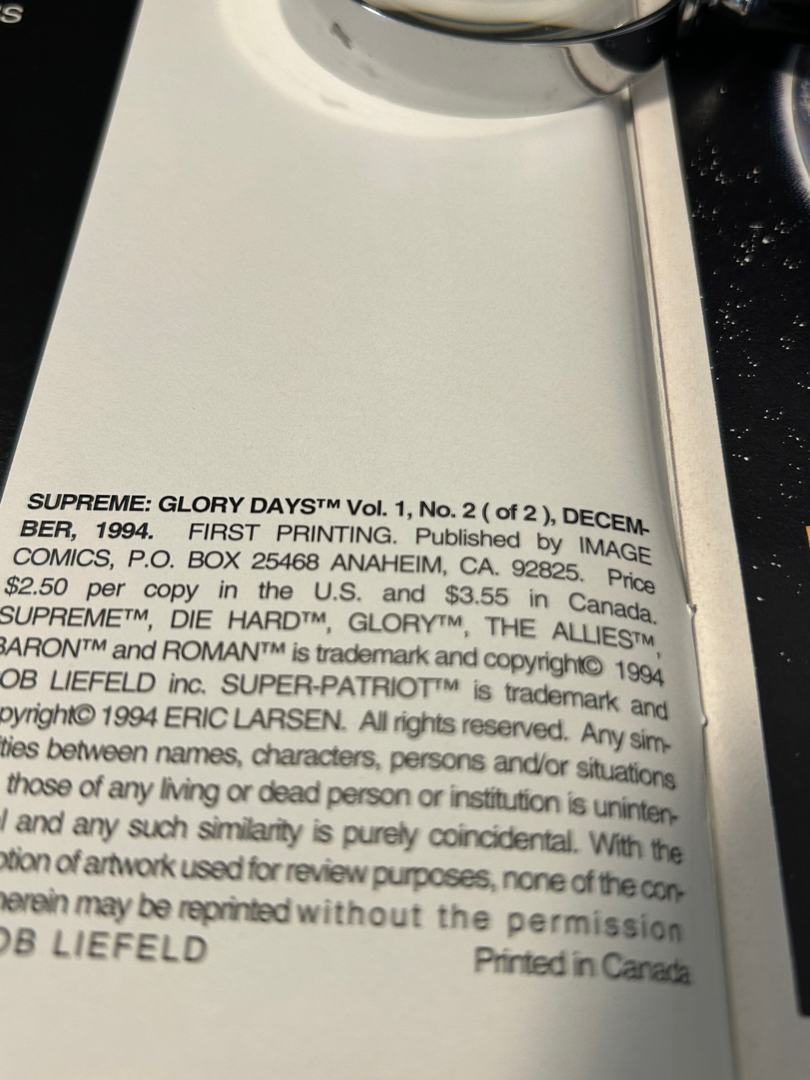 SUPREME: GLORY DAYS™ Vol. 1, No. 2 ( of 2 ), DECEM-
BER, 1994. FIRST PRINTING. Published by IMAGE
COMICS, P.O. BOX 25468 ANAHEIM, CA. 92825. Price
$2.50 per copy in the U.S. and $3.55 in Canada.
SUPREME™, DIE HARD™, GLORY™, THE ALLIES™,
BARON™ and ROMAN™ is trademark and copyright© 1994
OB LIEFELD inc. SUPER-PATRIOT™ is trademark and
pyright© 1994 ERIC LARSEN. All rights reserved. Any sim-
ties between names, characters, persons and/or situations
those of any living or dead person or institution is uninten-
l and any such similarity is purely coincidental. With the
ption of artwork used for review purposes, none of the con-
herein may be reprinted without the permission
OB LIEFELD Printed in Canada